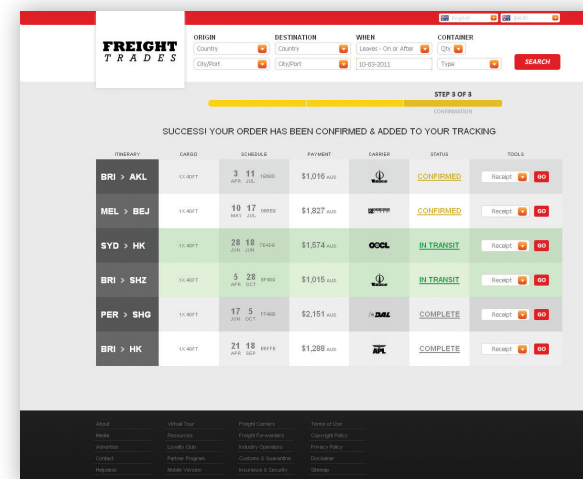 English
$AUD
FREIGHT
TRADES
ORIGIN DESTINATION WHEN CONTAINER
Country Country Leaves - On or After Qty
City/Port City/Port 10-03-2011 Type SEARCH
STEP 3 OF 3
CONFIRMATION
SUCCESS! YOUR ORDER HAS BEEN CONFIRMED & ADDED TO YOUR TRACKING
ITINERARY CARGO SCHEDULE PAYMENT CARRIER STATUS TOOLS
BRI > AKL 1X 40FT 3 APR 11 JUL $1,016 AUD CONFIRMED Receipt GO
MEL > BEJ 1X 40FT 10 MAY 17 JUL $1,827 AUD CONFIRMED Receipt GO
SYD > HK 1X 40FT 28 JUN 18 JUN $1,574 AUD OOCL IN TRANSIT Receipt GO
BRI > SHZ 1X 40FT 5 APR 28 OCT $1,015 AUD IN TRANSIT Receipt GO
PER > SHG 1X 40FT 17 JUN 5 OCT $2,151 AUD DAL COMPLETE Receipt GO
BRI > HK 1X 40FT 21 APR 18 SEP $1,288 AUD APL COMPLETE Receipt GO
About Virtual Tour Freight Carriers Terms of Use
Media Resources Freight Forwarders Copyright Policy
Advertise Loyalty Club Industry Operators Privacy Policy
Contact Partner Program Customs & Quarantine Disclaimer
Helpdesk Mobile Version Insurance & Security Sitemap